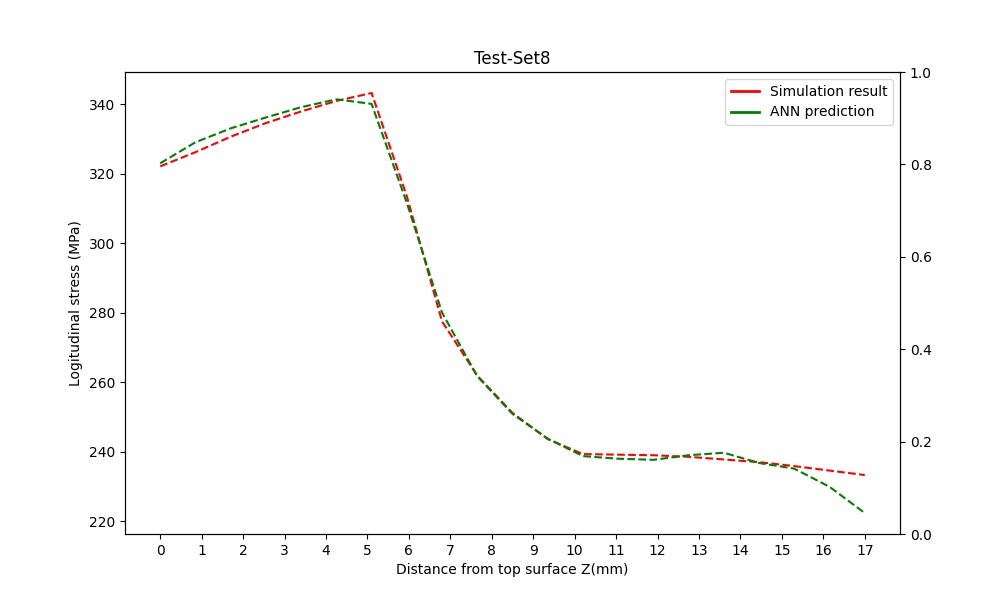 Test-Set8
Simulation result
ANN prediction
Logitudinal stress (MPa)
340
320
300
280
260
240
220
1.0
0.8
0.6
0.4
0.2
0.0
0 1 2 3 4 5 6 7 8 9 10 11 12 13 14 15 16 17
Distance from top surface Z(mm)